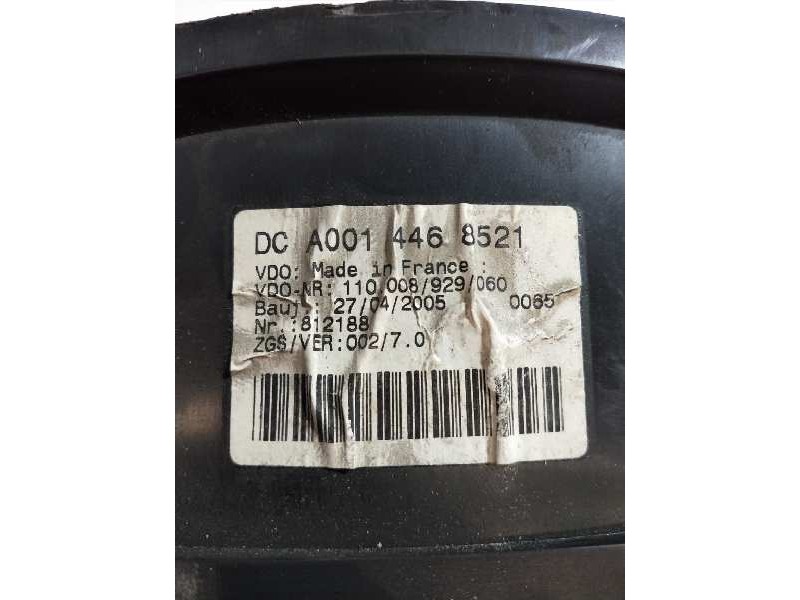 DC A001 446 8521
VDO: Made in France :
VDO-NR: 110.008/929/060
Bauj.: 27/04/2005 0065
Nr.:812188
ZGS/VER:002/7.0